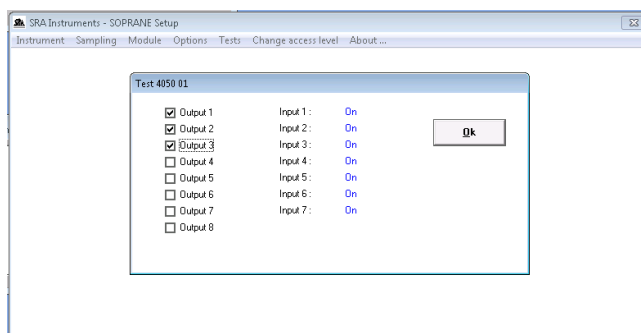 SRA Instruments - SOPRANE Setup
Instrument Sampling Module Options Tests Change access level About ...
Test 4050 01
Output 1 Input 1 : On
Output 2 Input 2 : On
Output 3 Input 3 : On
Output 4 Input 4 : On
Output 5 Input 5 : On
Output 6 Input 6 : On
Output 7 Input 7 : On
Output 8
Ok